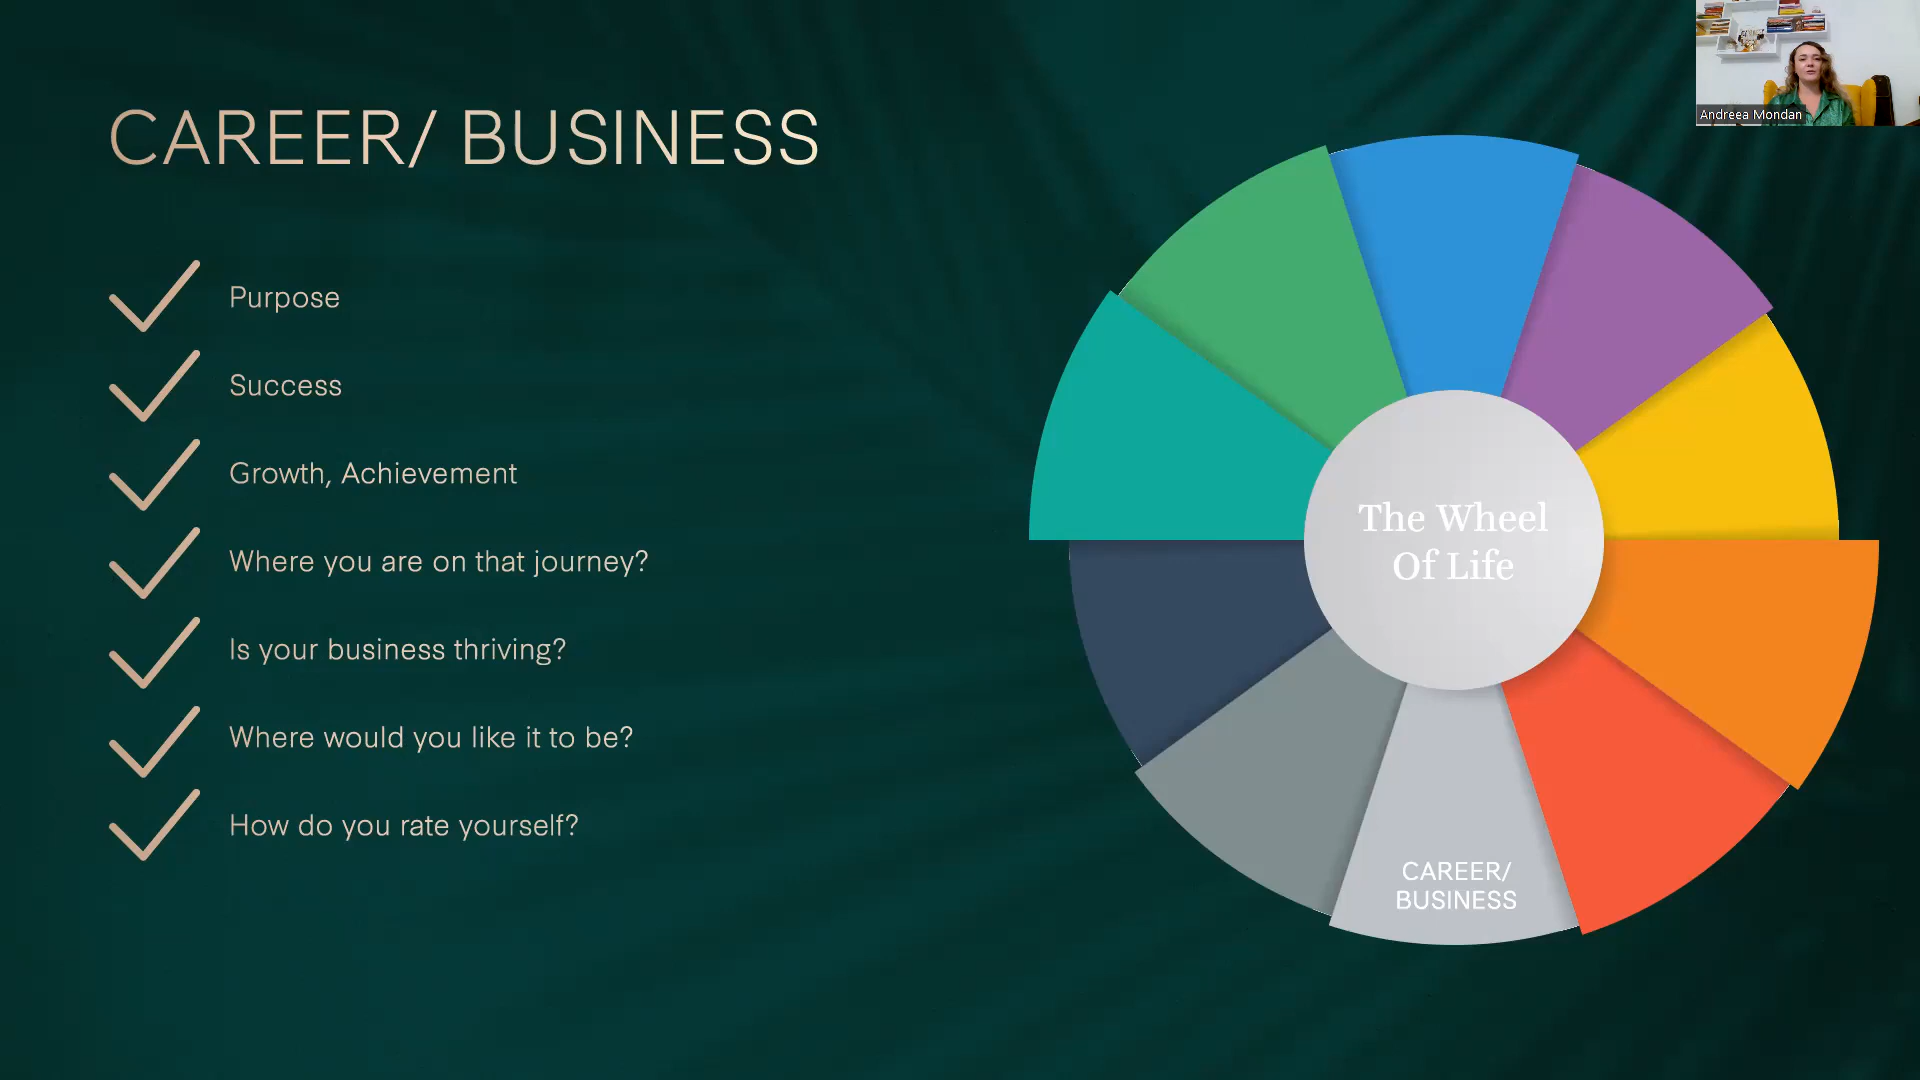 Andreea Mondan
CAREER/ BUSINESS
Purpose
Success
Growth, Achievement
Where you are on that journey?
Is your business thriving?
Where would you like it to be?
How do you rate yourself?
The Wheel
Of Life
CAREER/
BUSINESS